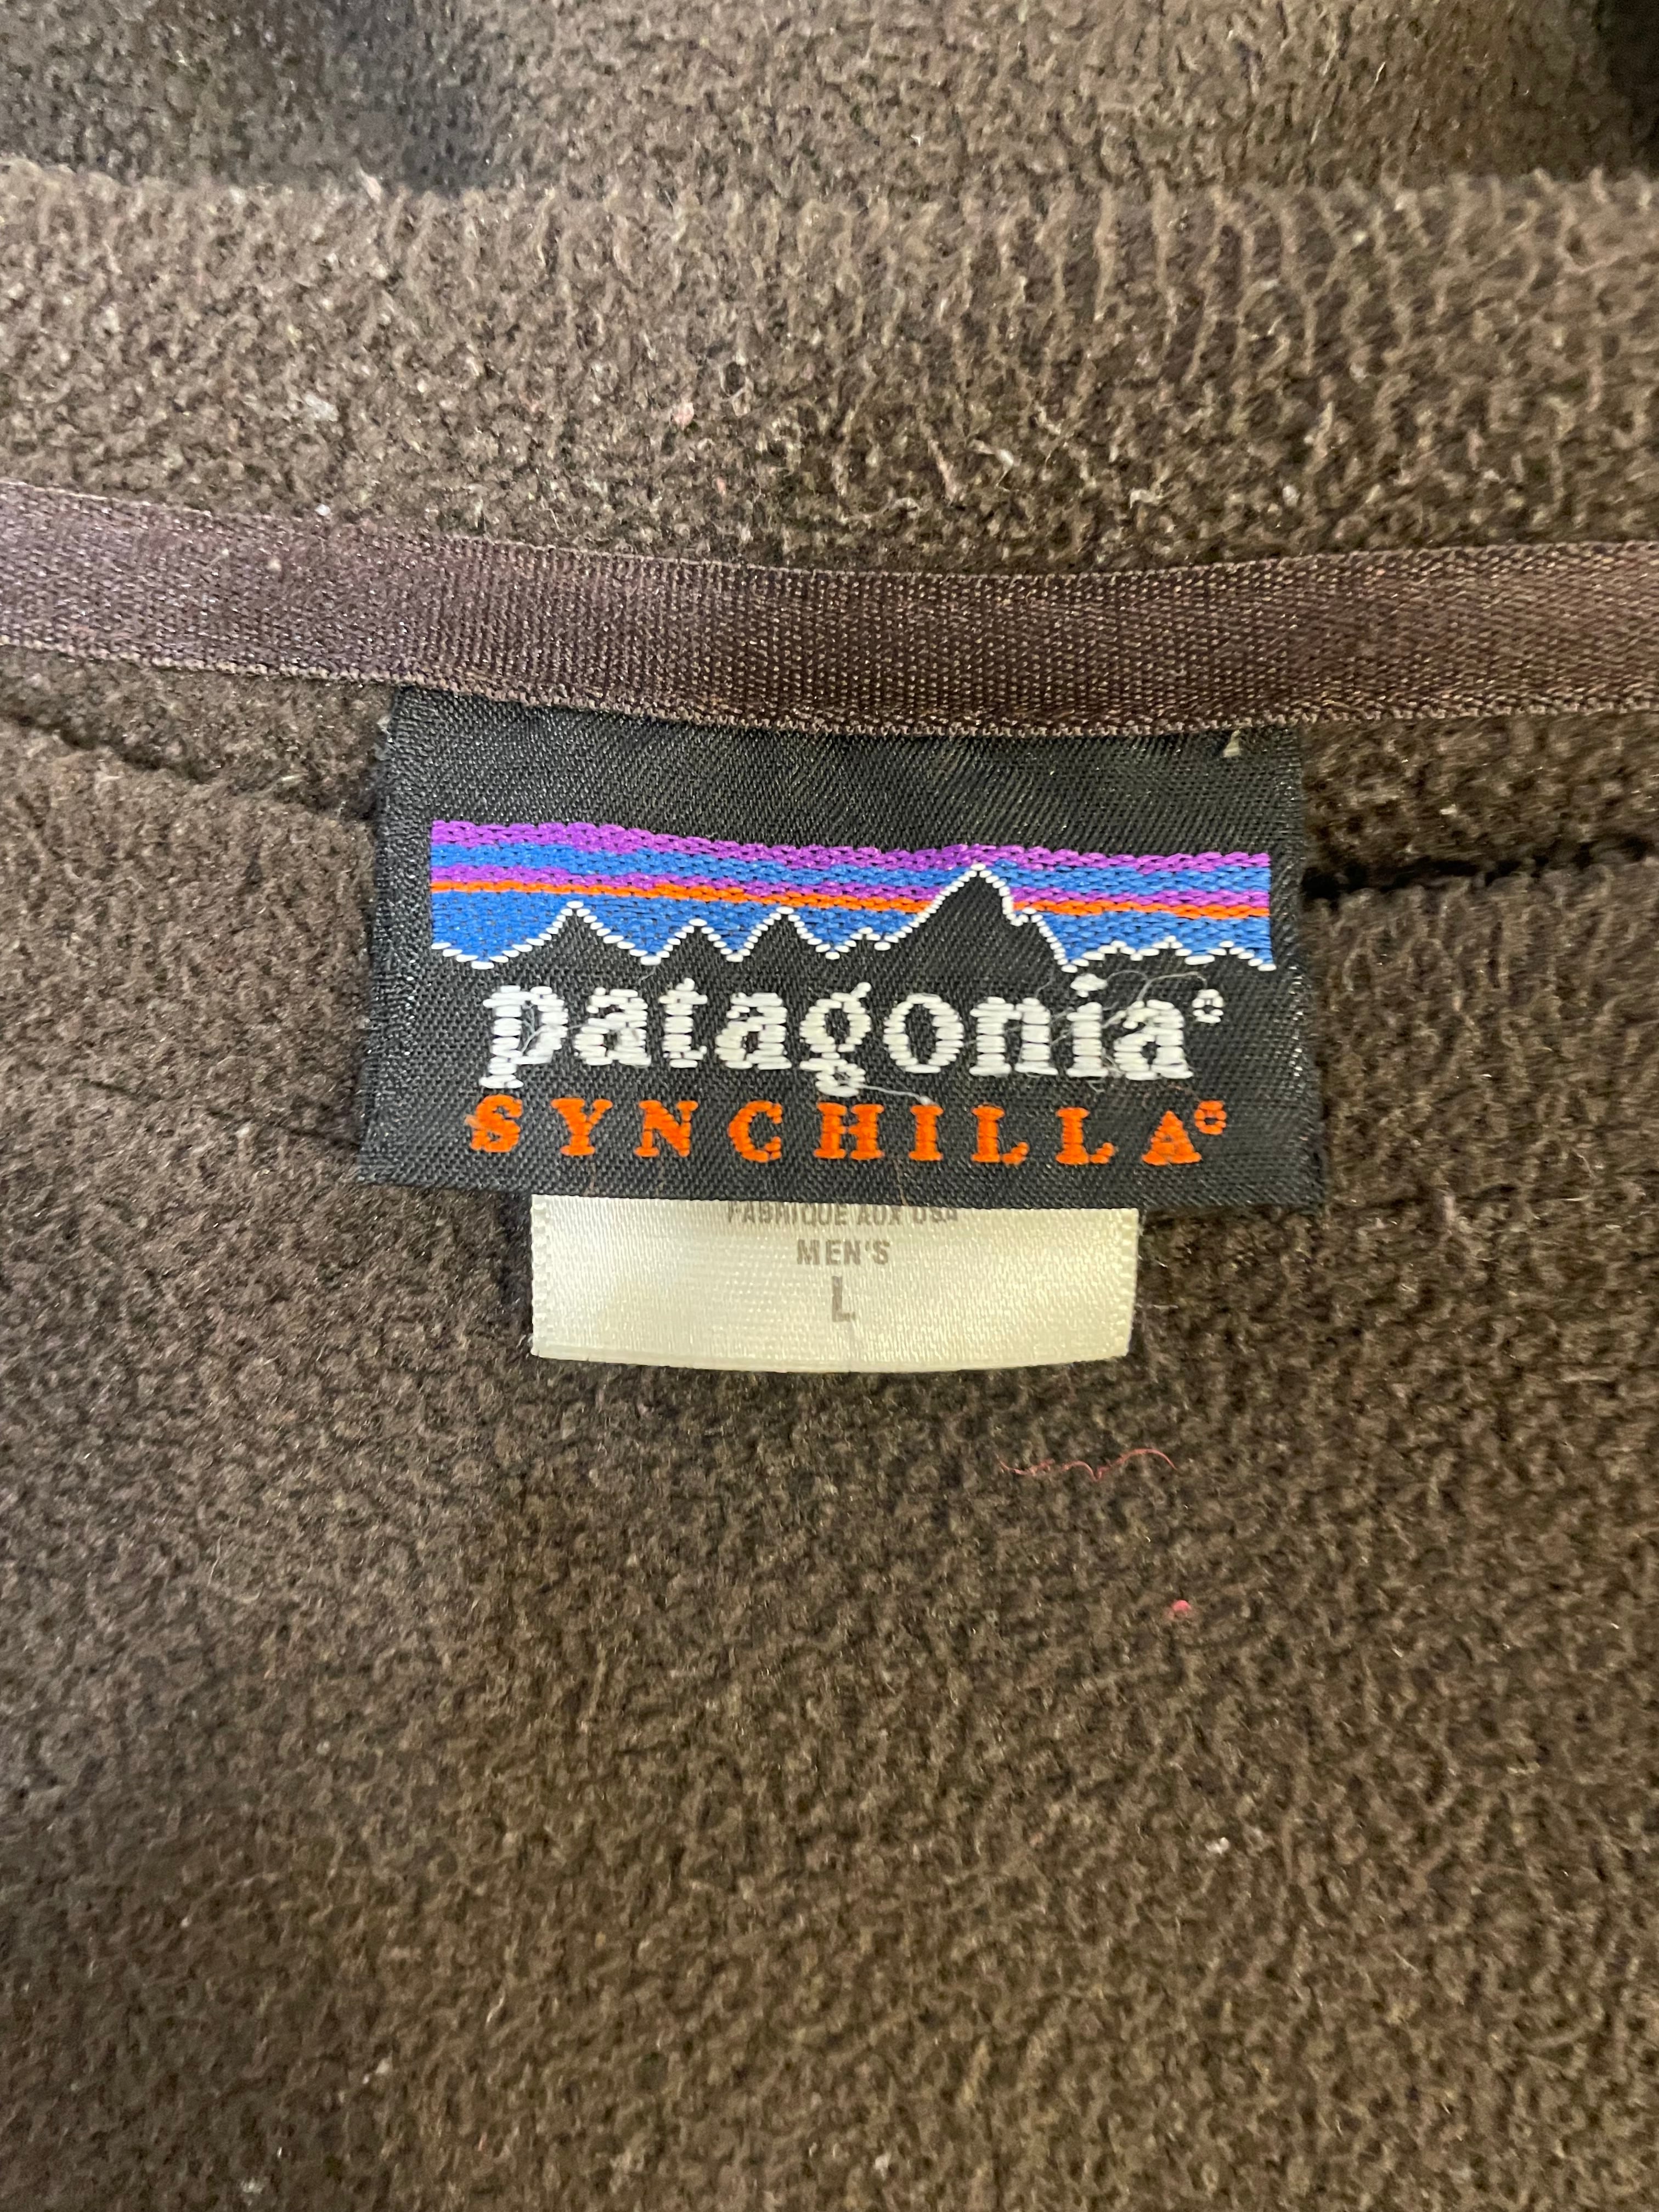 patagonia®
SYNCHILLA®
FABRIQUE AUX USA
MEN'S
L